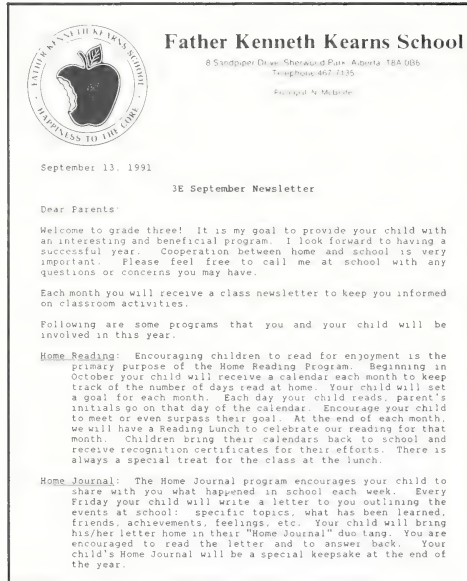 FATHER KENNETH KEARNS SCHOOL
HAPPINESS TO THE CORE
Father Kenneth Kearns School
8 Sandpiper Drive, Sherwood Park, Alberta T8A 0B6
Telephone 467-7135
Principal N.
September 13. 1991
3E September Newsletter
Dear Parents:
Welcome to grade three! It is my goal to provide your child with
an interesting and beneficial program. I look forward to having a
successful year. Cooperation between home and school is very
important. Please feel free to call me at school with any
questions or concerns you may have.
Each month you will receive a class newsletter to keep you informed
on classroom activities.
Following are some programs that you and your child will be
involved in this year.
Home Reading: Encouraging children to read for enjoyment is the
primary purpose of the Home Reading Program. Beginning in
October your child will receive a calendar each month to keep
track of the number of days read at home. Your child will set
a goal for each month. Each day your child reads, parent's
initials go on that day of the calendar. Encourage your child
to meet or even surpass their goal. At the end of each month,
we will have a Reading Lunch to celebrate our reading for that
month. Children bring their calendars back to school and
receive recognition certificates for their efforts. There is
always a special treat for the class at the lunch.
Home Journal: The Home Journal program encourages your child to
share with you what happened in school each week. Every
Friday your child will write a letter to you outlining the
events at school: specific topics, what has been learned,
friends, achievements, feelings, etc. Your child will bring
his/her letter home in their "Home Journal" duo tang. You are
encouraged to read the letter and to answer back. Your
child's Home Journal will be a special keepsake at the end of
the year.